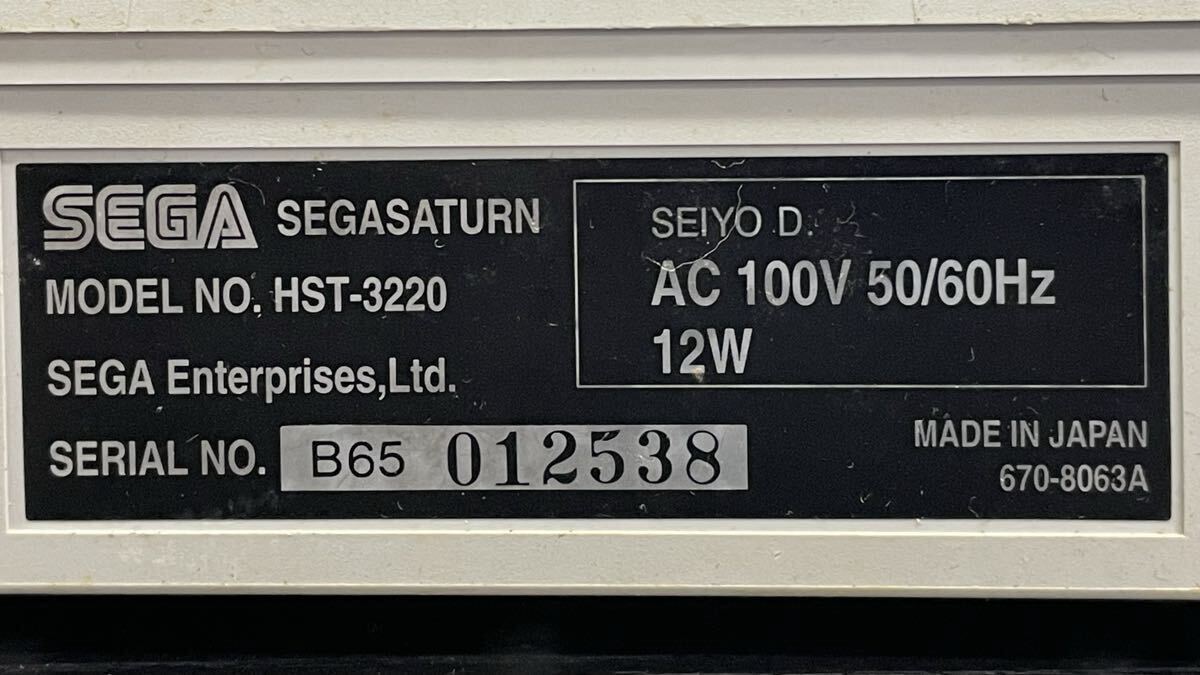 SEGA SEGASATURN
MODEL NO. HST-3220
SEGA Enterprises,Ltd.
SERIAL NO. B65 012538
SEIYO D.
AC 100V 50/60Hz
12W
MADE IN JAPAN
670-8063A